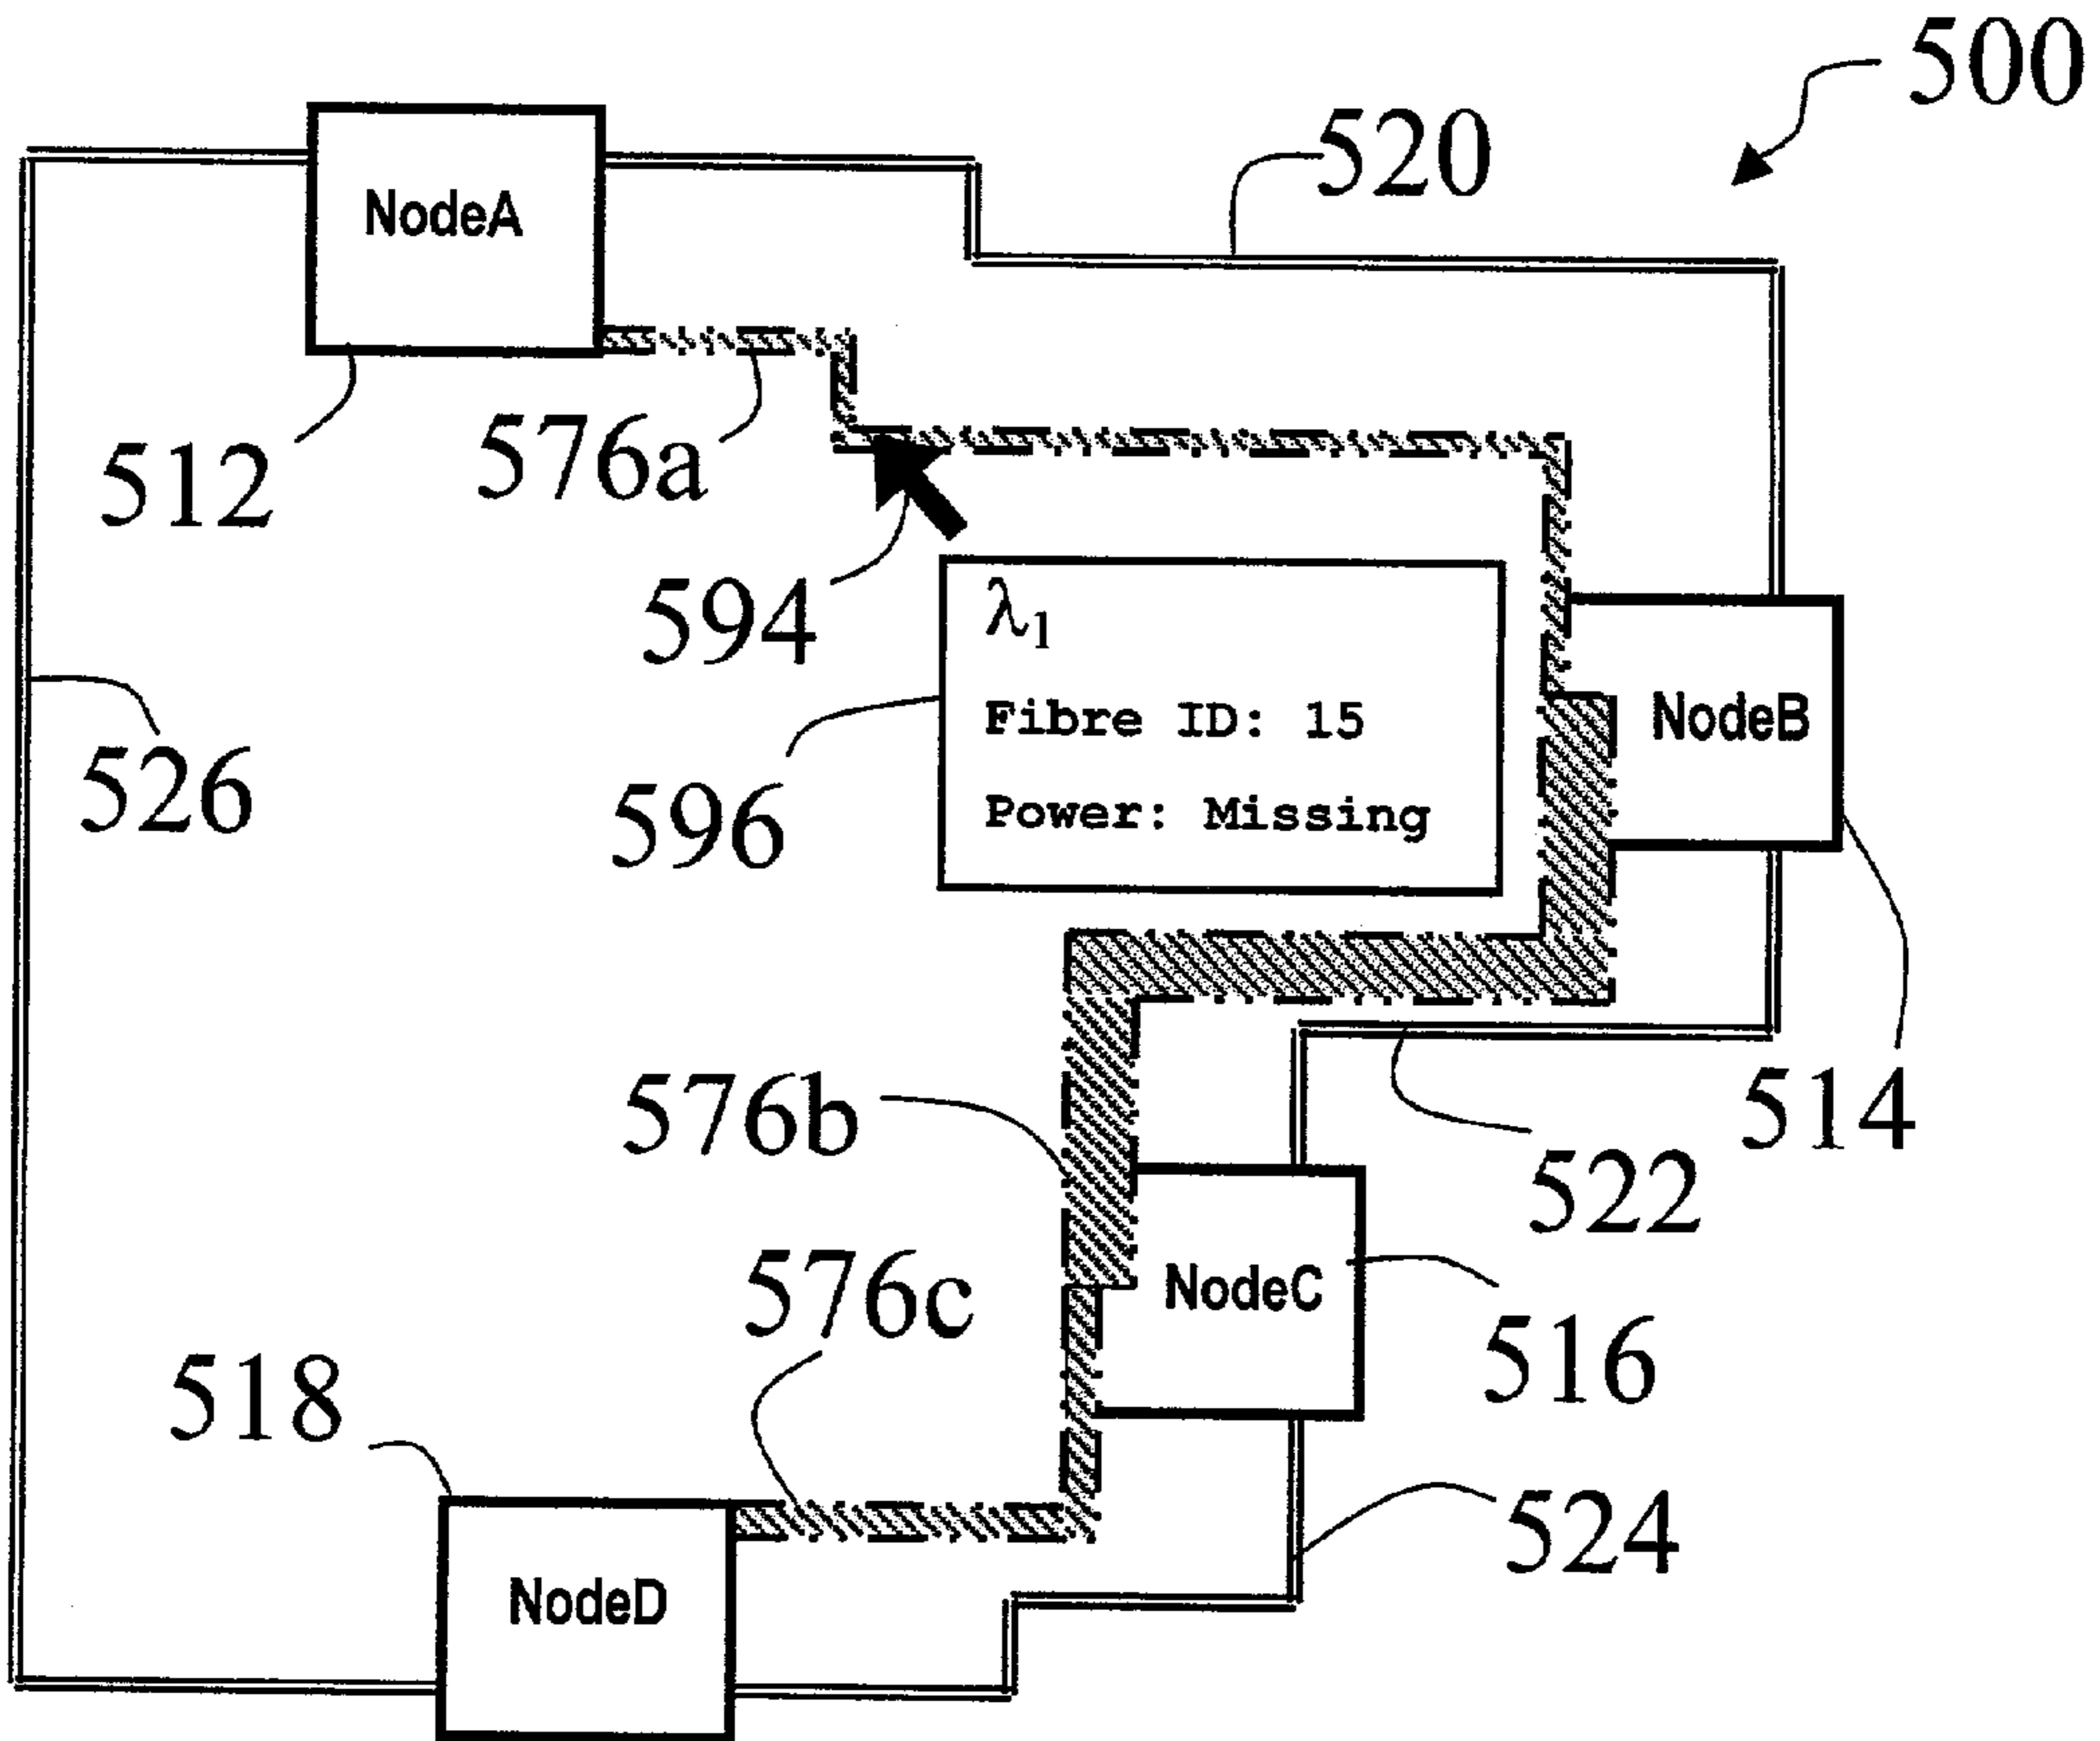 500
520
NodeA
512
576a
594
λ1
Fibre ID: 15
Power: Missing
NodeB
526
596
514
576b
522
576c
NodeC
516
518
524
NodeD